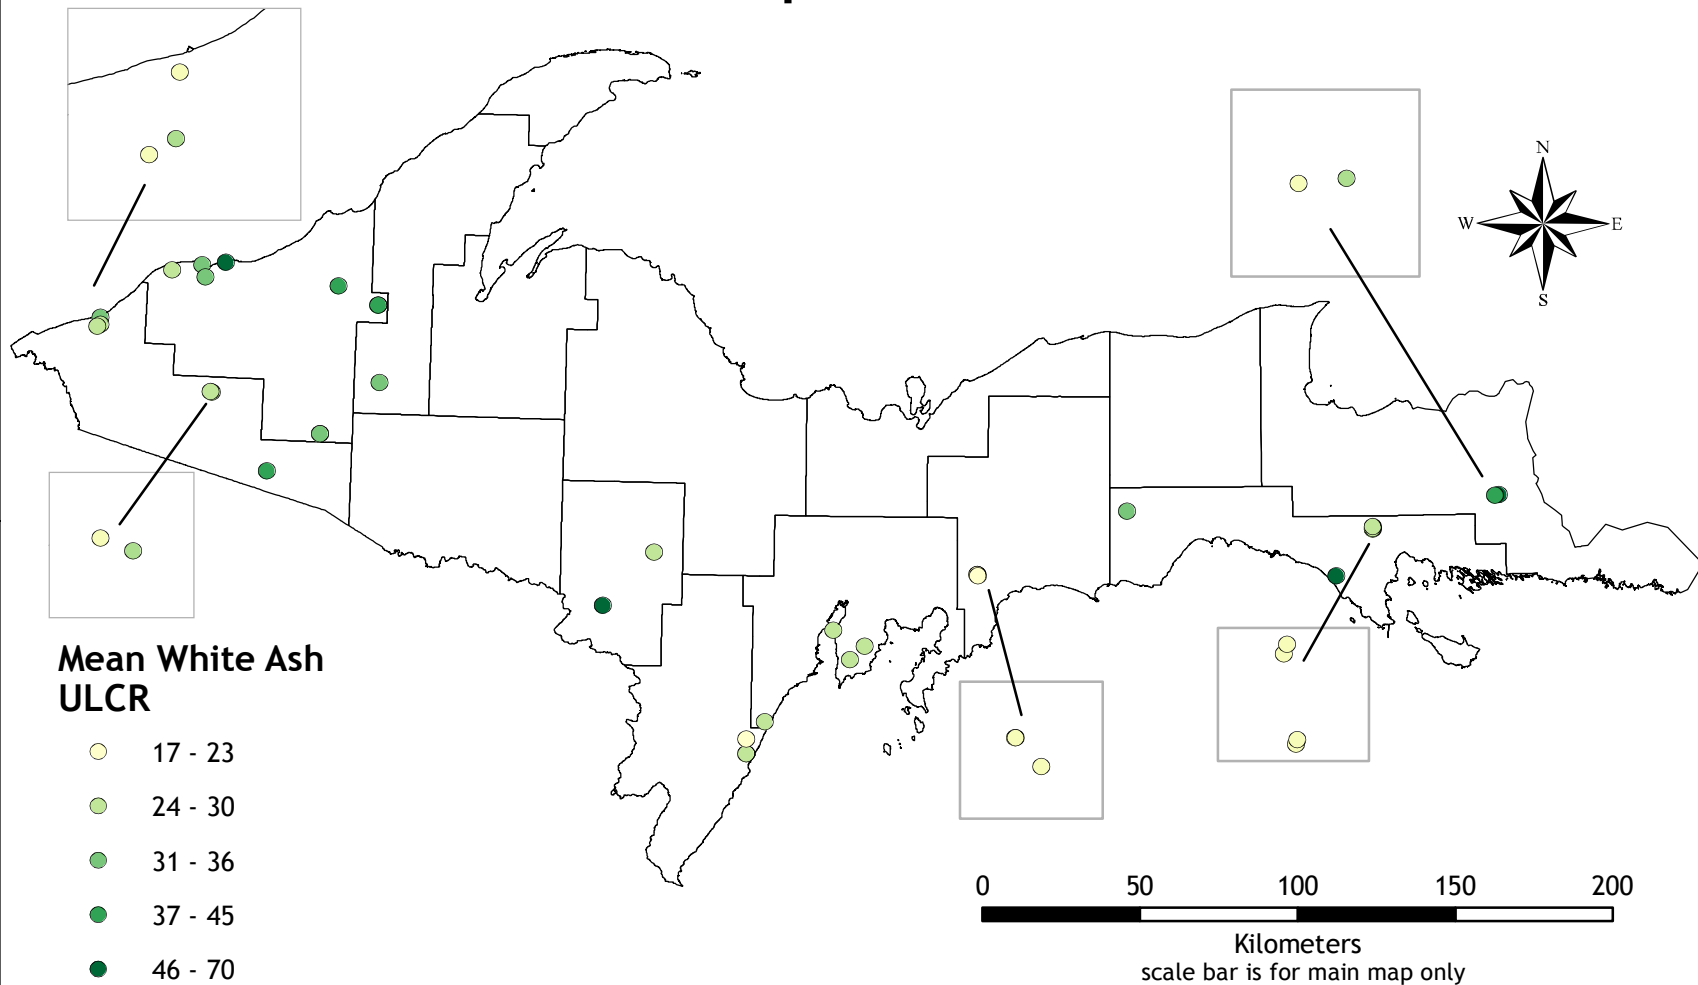 N
W
E
S
Mean White Ash
ULCR
17 - 23
24 - 30
31 - 36
37 - 45
46 - 70
0 50 100 150 200
Kilometers
scale bar is for main map only